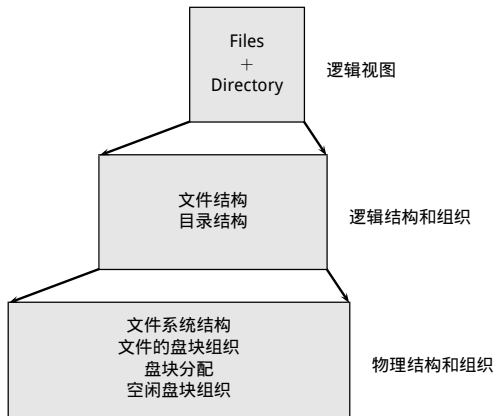 Files
+
Directory
逻辑视图
文件结构
目录结构
逻辑结构和组织
文件系统结构
文件的盘块组织
盘块分配
空闲盘块组织
物理结构和组织